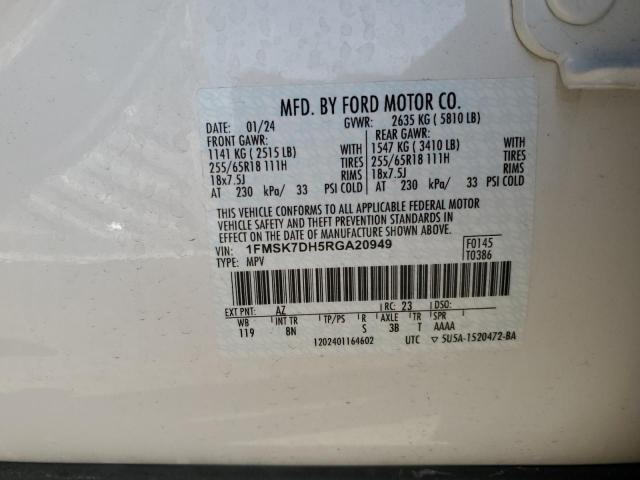 MFD. BY FORD MOTOR CO.
DATE: 01/24 GVWR: 2635 KG ( 5810 LB)
FRONT GAWR: REAR GAWR:
1141 KG ( 2515 LB) WITH 1547 KG ( 3410 LB) WITH
255/65R18 111H TIRES 255/65R18 111H TIRES
18x7.5J RIMS 18x7.5J RIMS
AT 230 kPa/ 33 PSI COLD AT 230 kPa/ 33 PSI COLD
THIS VEHICLE CONFORMS TO ALL APPLICABLE FEDERAL MOTOR
VEHICLE SAFETY AND THEFT PREVENTION STANDARDS IN
EFFECT ON THE DATE OF MANUFACTURE SHOWN ABOVE.
VIN: 1FMSK7DH5RGA20949 F0145
TYPE: MPV T0386
EXT PNT: AZ RC: 23 DSO:
WB INT TR TP/PS R AXLE TR SPR
119 8N S 3B T AAAA
1202401164602 UTC ▽ 5U5A-1520472-BA